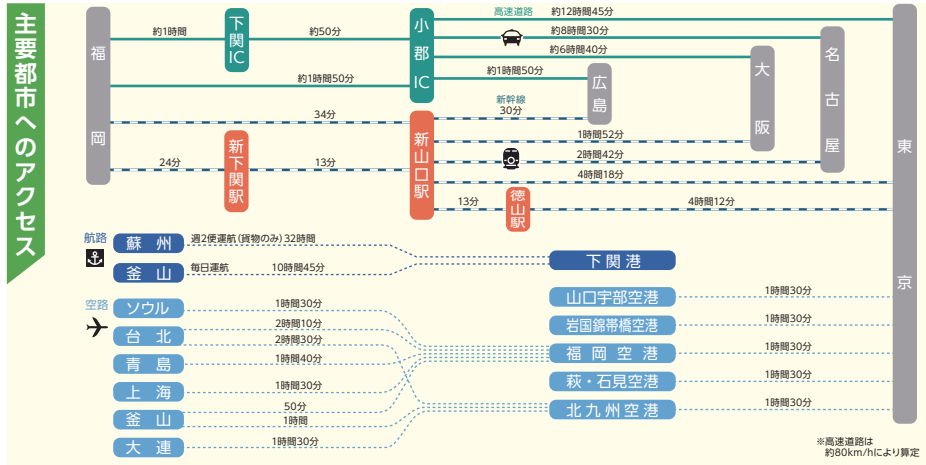 主要都市へのアクセス
福岡
下関IC
小郡IC
広島
大阪
名古屋
東京
約1時間
約50分
高速道路
約12時間45分
約8時間30分
約6時間40分
約1時間50分
約1時間50分
新幹線
30分
34分
新下関駅
新山口駅
徳山駅
24分
13分
1時間52分
2時間42分
4時間18分
13分
4時間12分
航路
蘇州
週2便運航(貨物のみ)32時間
釜山
毎日運航
10時間45分
下関港
空路
ソウル
1時間30分
台北
2時間10分
2時間30分
青島
1時間40分
上海
1時間30分
釜山
50分
1時間
大連
1時間30分
山口宇部空港
1時間30分
岩国錦帯橋空港
1時間30分
福岡空港
1時間30分
萩・石見空港
1時間30分
北九州空港
1時間30分
※高速道路は
約80km/hにより算定